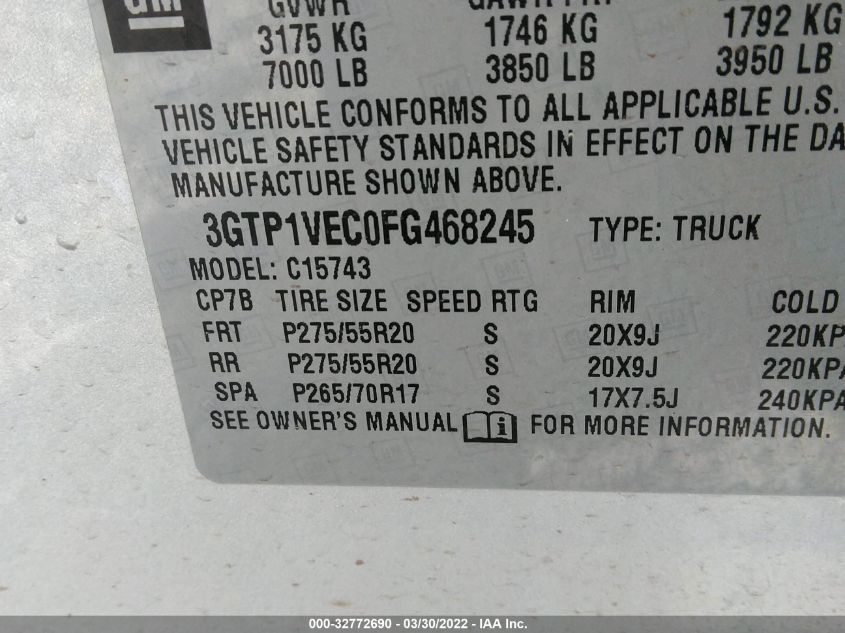 GM
GVWR GAWR FRT
3175 KG 1746 KG 1792 KG
7000 LB 3850 LB 3950 LB
THIS VEHICLE CONFORMS TO ALL APPLICABLE U.S.
VEHICLE SAFETY STANDARDS IN EFFECT ON THE DA
MANUFACTURE SHOWN ABOVE.
3GTP1VEC0FG468245 TYPE: TRUCK
MODEL: C15743
CP7B TIRE SIZE SPEED RTG RIM COLD
FRT P275/55R20 S 20X9J 220KP
RR P275/55R20 S 20X9J 220KPA
SPA P265/70R17 S 17X7.5J 240KPA
SEE OWNER'S MANUAL i FOR MORE INFORMATION.
000-32772690 - 03/30/2022 - IAA Inc.